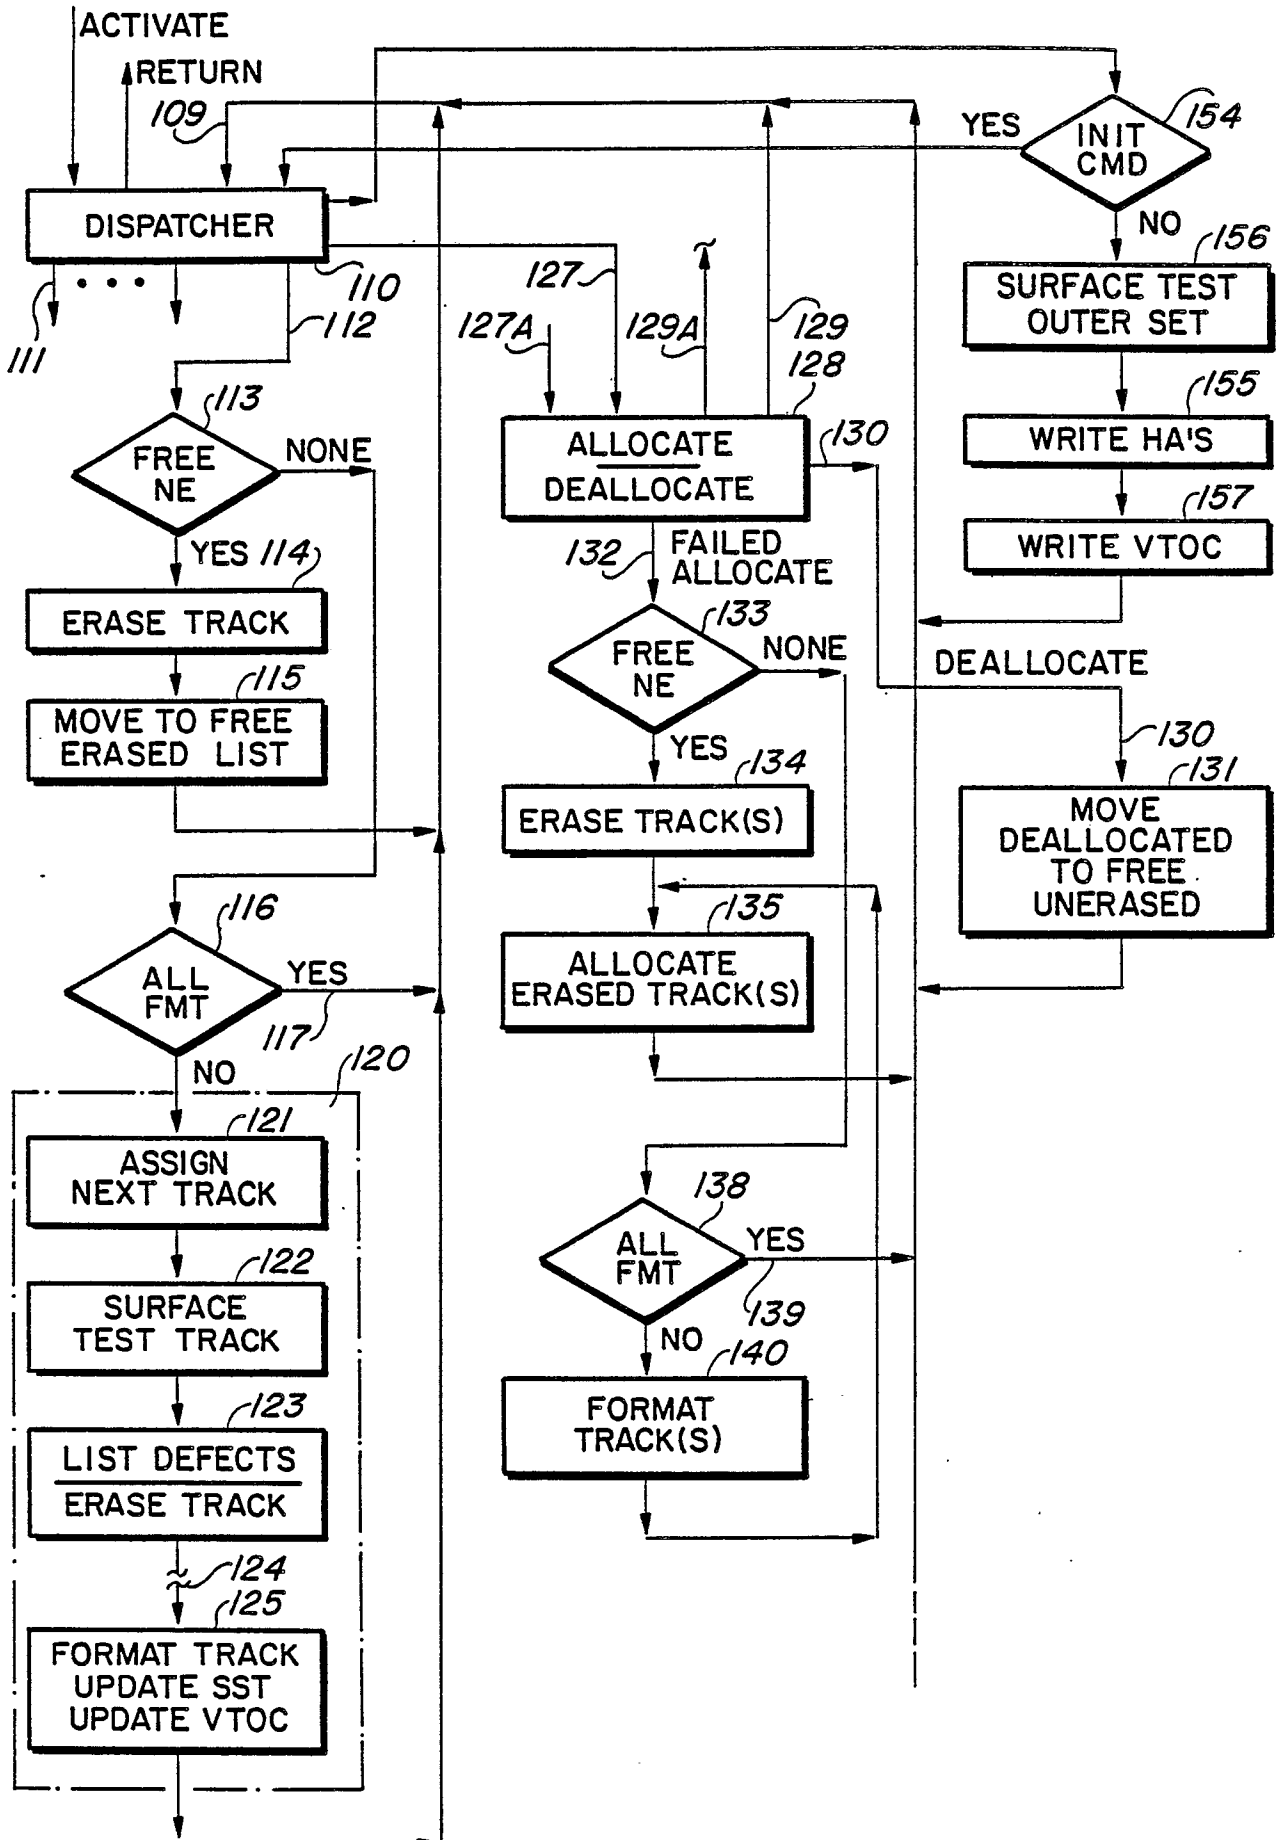 ACTIVATE
RETURN
109
DISPATCHER
110
111
112
113
FREE
NE
NONE
YES
114
ERASE TRACK
115
MOVE TO FREE
ERASED LIST
116
ALL
FMT
YES
117
NO
120
121
ASSIGN
NEXT TRACK
122
SURFACE
TEST TRACK
123
LIST DEFECTS
ERASE TRACK
124
125
FORMAT TRACK
UPDATE SST
UPDATE VTOC
127
127A
129A
129
128
ALLOCATE
DEALLOCATE
130
132
FAILED
ALLOCATE
133
FREE
NE
NONE
YES
134
ERASE TRACK(S)
135
ALLOCATE
ERASED TRACK(S)
138
ALL
FMT
YES
139
NO
140
FORMAT
TRACK(S)
154
INIT
CMD
YES
NO
156
SURFACE TEST
OUTER SET
155
WRITE HA'S
157
WRITE VTOC
DEALLOCATE
130
131
MOVE
DEALLOCATED
TO FREE
UNERASED